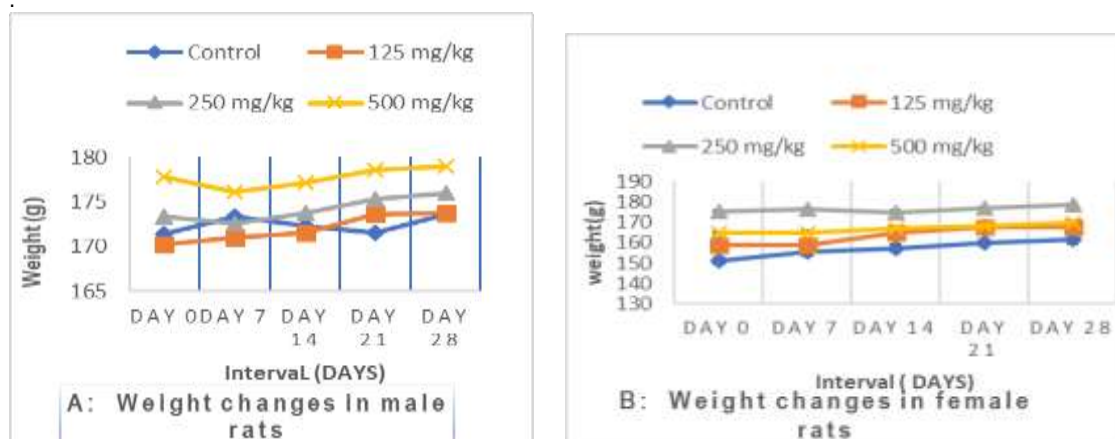 .
Control 125 mg/kg
250 mg/kg 500 mg/kg
180
175
170
165
Weight (g)
DAY 0 DAY 7 DAY 14 DAY 21 DAY 28
IntervaL (DAYS)
A: Weight changes in male
rats
Control 125 mg/kg
250 mg/kg 500 mg/kg
190
180
170
160
150
140
130
weight(g)
DAY 0 DAY 7 DAY 14 DAY 21 DAY 28
Interval ( DAYS)
B: Weight changes in female
rats